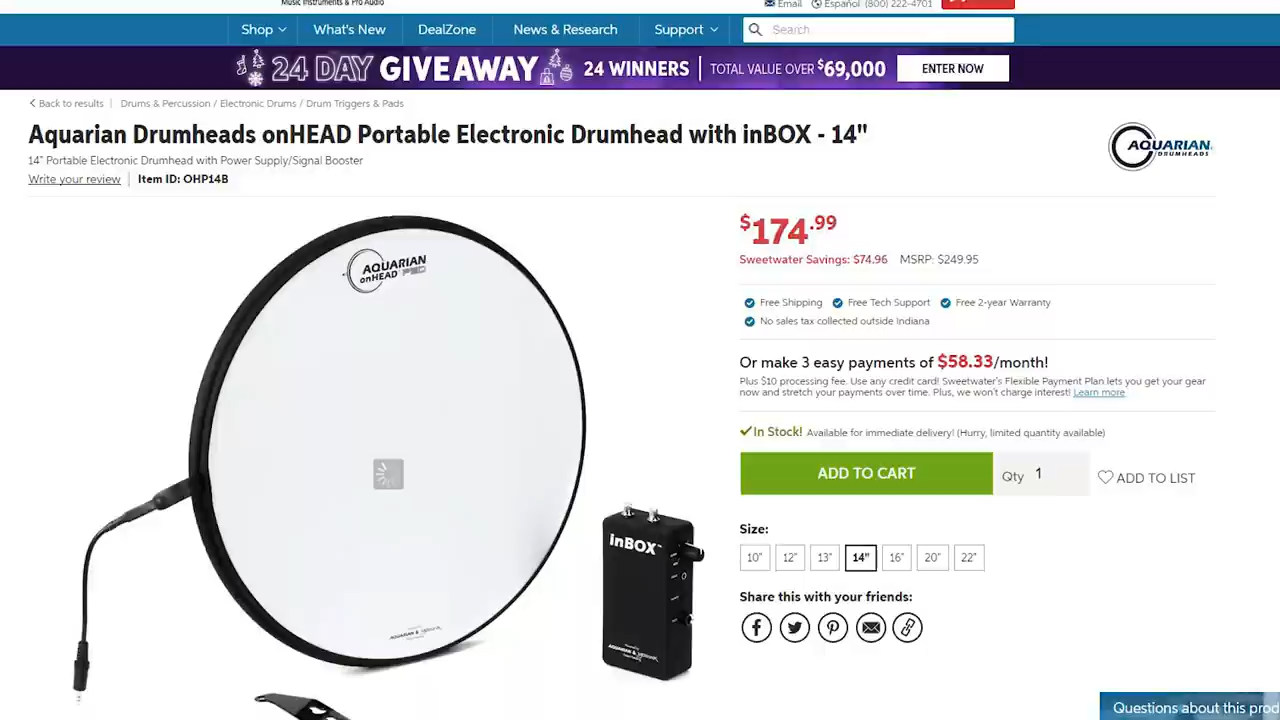 Music Instruments & Pro Audio
Email Español (800) 222-4701
Shop What's New DealZone News & Research Support Search
24 DAY GIVEAWAY 24 WINNERS TOTAL VALUE OVER $69,000 ENTER NOW
Back to results | Drums & Percussion / Electronic Drums / Drum Triggers & Pads
Aquarian Drumheads onHEAD Portable Electronic Drumhead with inBOX - 14"
14" Portable Electronic Drumhead with Power Supply/Signal Booster
Write your review | Item ID: OHP14B
AQUARIAN
DRUMHEADS
AQUARIAN
onHEAD PED
$174.99
Sweetwater Savings: $74.96 MSRP: $249.95
Free Shipping Free Tech Support Free 2-year Warranty
No sales tax collected outside Indiana
Or make 3 easy payments of $58.33/month!
Plus $10 processing fee. Use any credit card! Sweetwater's Flexible Payment Plan lets you get your gear
now and stretch your payments over time. Plus, we won't charge interest! Learn more
In Stock! Available for immediate delivery! (Hurry, limited quantity available)
ADD TO CART Qty 1 ADD TO LIST
Size:
10" 12" 13" 14" 16" 20" 22"
Share this with your friends:
inBOX™
AQUARIAN &
AQUARIAN &
Questions about this prod